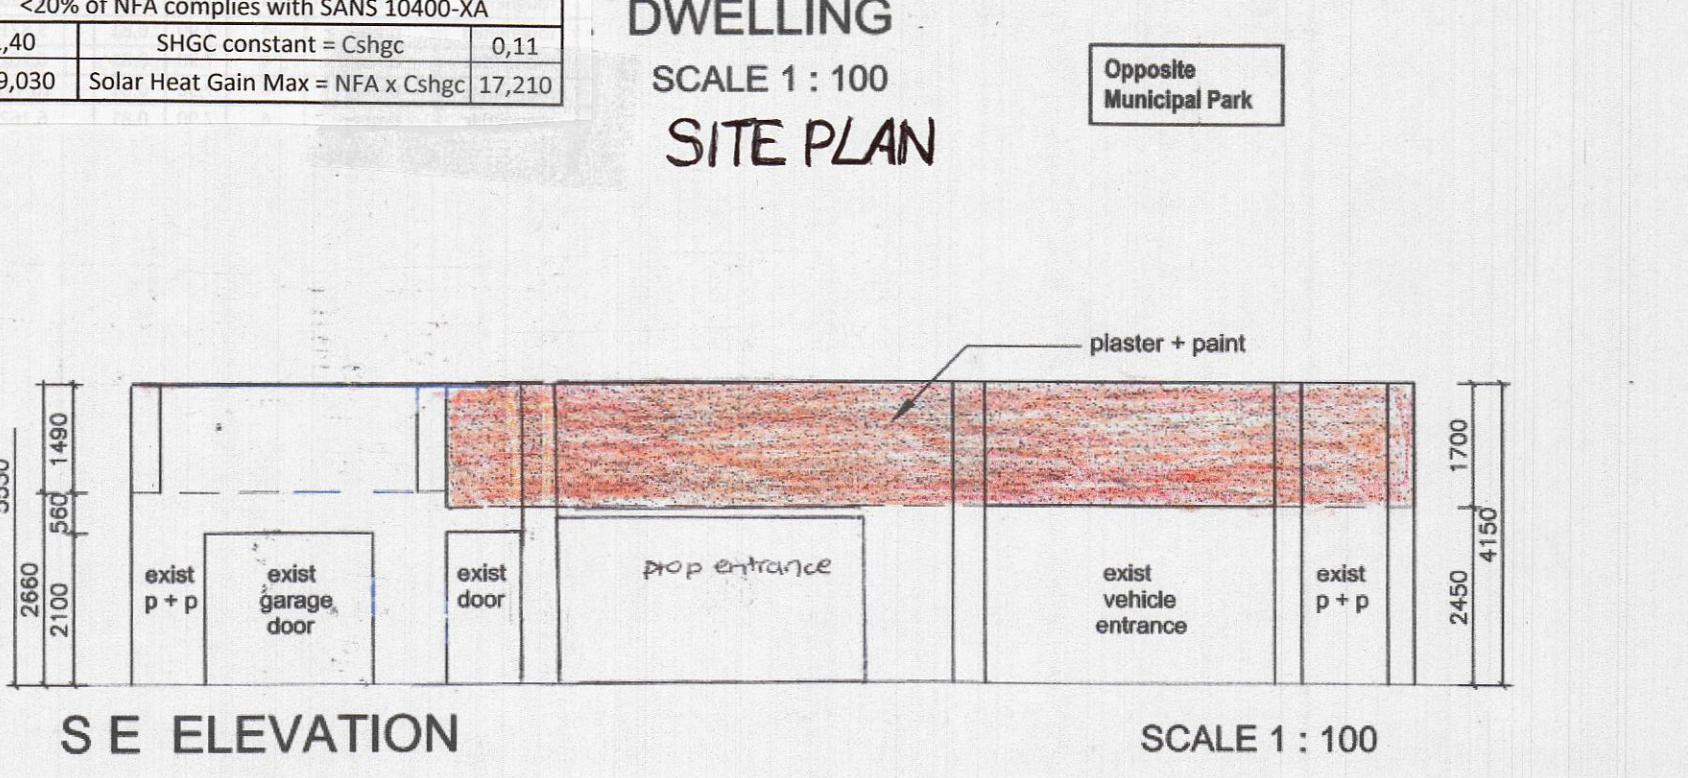 <20% of NFA complies with SANS 10400-XA
,40 SHGC constant = Cshgc 0,11
9,030 Solar Heat Gain Max = NFA x Cshgc 17,210
DWELLING
SCALE 1 : 100
SITE PLAN
Opposite
Municipal Park
plaster + paint
1490
560
2660
2100
exist
p + p
exist
garage
door
exist
door
prop entrance
exist
vehicle
entrance
exist
p + p
1700
4150
2450
S E ELEVATION
SCALE 1 : 100